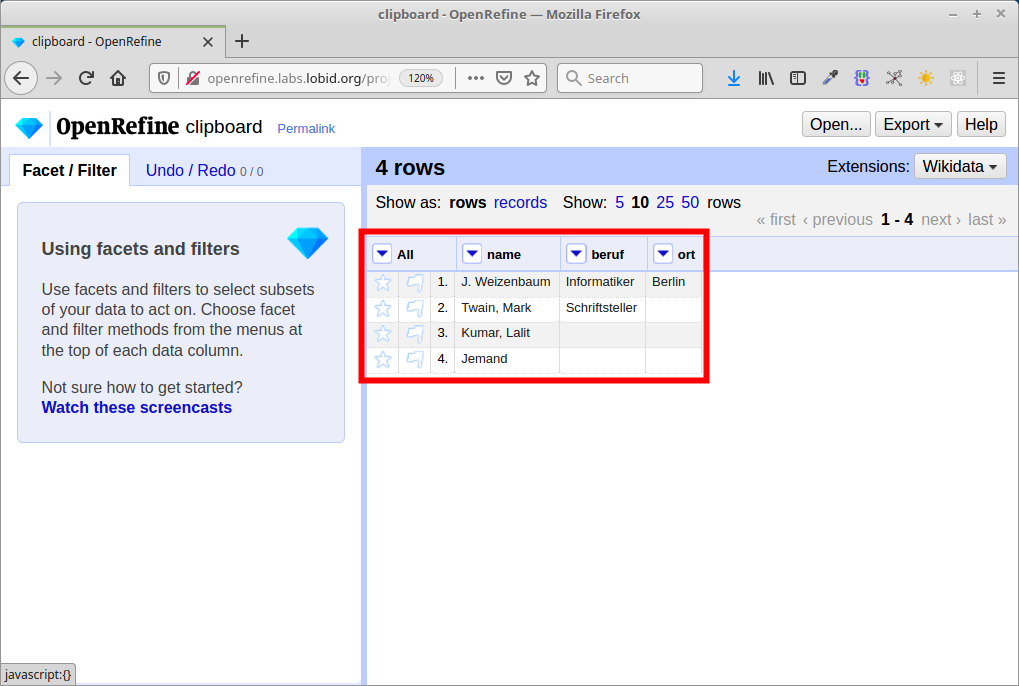 clipboard - OpenRefine — Mozilla Firefox
clipboard - OpenRefine
openrefine.labs.lobid.org/pro 120% Search
OpenRefine clipboard Permalink Open... Export Help
Facet / Filter Undo / Redo 0 / 0
4 rows Extensions: Wikidata
Show as: rows records Show: 5 10 25 50 rows
« first ‹ previous 1 - 4 next › last »
Using facets and filters
Use facets and filters to select subsets
of your data to act on. Choose facet
and filter methods from the menus at
the top of each data column.
Not sure how to get started?
Watch these screencasts
All name beruf ort
1. J. Weizenbaum Informatiker Berlin
2. Twain, Mark Schriftsteller
3. Kumar, Lalit
4. Jemand
javascript:{}